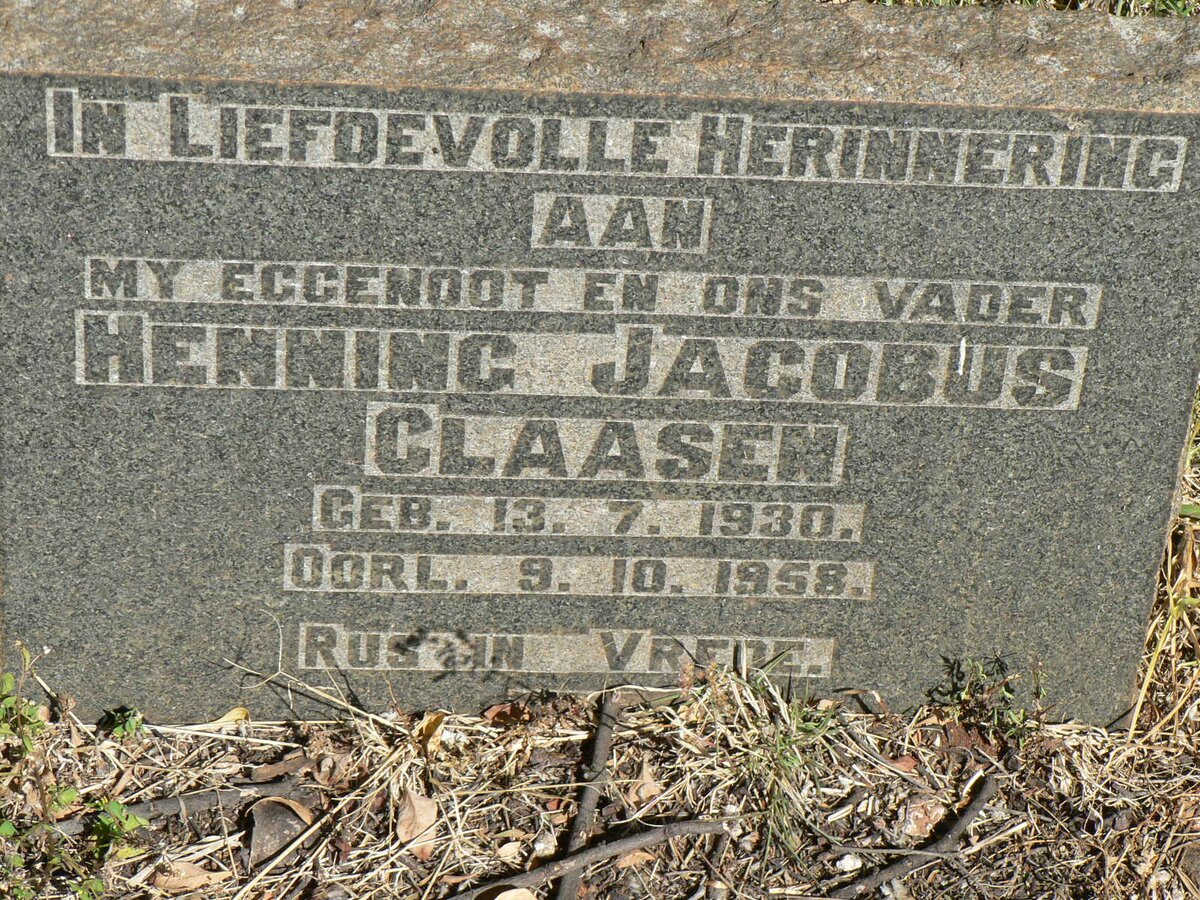 IN LIEFDEVOLLE HERINNERING
AAN
MY EGGENOOT EN ONS VADER
HENNING JACOBUS
CLAASEN
GEB. 13. 7. 1930.
OORL. 9. 10. 1958.
RUS IN VREDE.